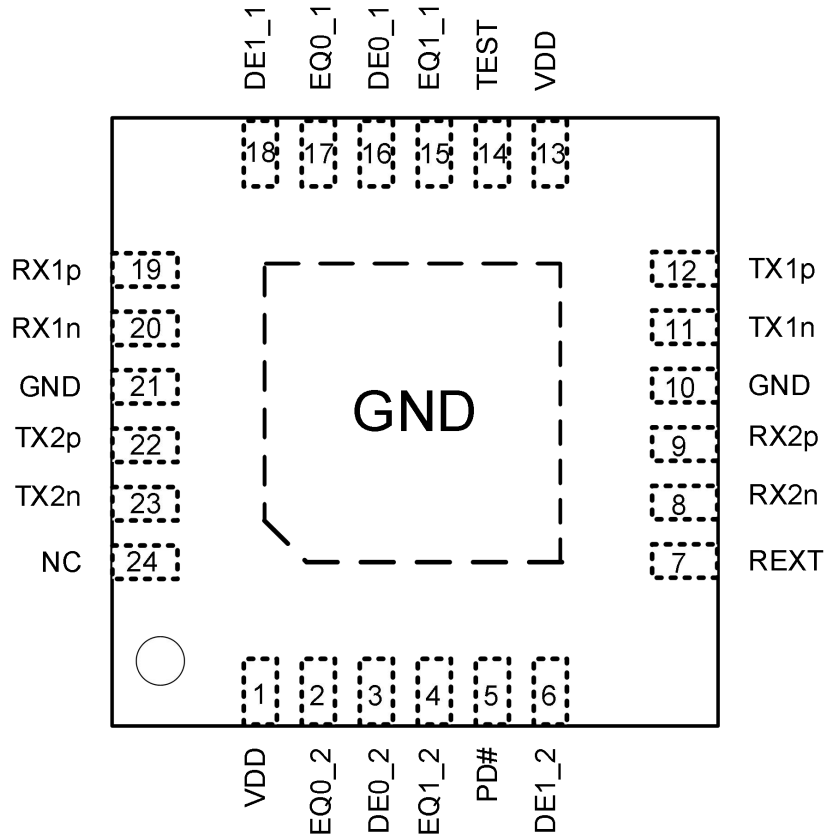 DE1_1
EQ0_1
DE0_1
EQ1_1
TEST
VDD
18
17
16
15
14
13
RX1p
19
12
TX1p
RX1n
20
11
TX1n
GND
21
10
GND
GND
TX2p
22
9
RX2p
TX2n
23
8
RX2n
NC
24
7
REXT
1
2
3
4
5
6
VDD
EQ0_2
DE0_2
EQ1_2
PD#
DE1_2